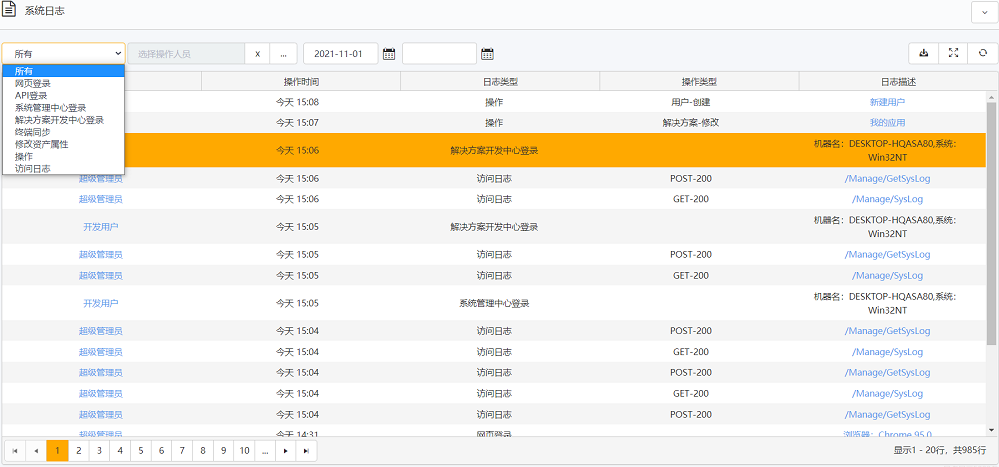 系统日志
所有 选择操作人员 x ... 2021-11-01
所有
网页登录
API登录
系统管理中心登录
解决方案开发中心登录
终端同步
修改资产属性
操作
访问日志
操作时间 日志类型 操作类型 日志描述
今天 15:08 操作 用户-创建 新建用户
今天 15:07 操作 解决方案-修改 我的应用
今天 15:06 解决方案开发中心登录 机器名：DESKTOP-HQASA80,系统：
Win32NT
超级管理员 今天 15:06 访问日志 POST-200 /Manage/GetSysLog
超级管理员 今天 15:06 访问日志 GET-200 /Manage/SysLog
开发用户 今天 15:05 解决方案开发中心登录 机器名：DESKTOP-HQASA80,系统：
Win32NT
超级管理员 今天 15:05 访问日志 POST-200 /Manage/GetSysLog
超级管理员 今天 15:05 访问日志 GET-200 /Manage/SysLog
开发用户 今天 15:05 系统管理中心登录 机器名：DESKTOP-HQASA80,系统：
Win32NT
超级管理员 今天 15:04 访问日志 POST-200 /Manage/GetSysLog
超级管理员 今天 15:04 访问日志 GET-200 /Manage/SysLog
超级管理员 今天 15:04 访问日志 POST-200 /Manage/GetSysLog
超级管理员 今天 15:04 访问日志 GET-200 /Manage/SysLog
超级管理员 今天 15:04 访问日志 POST-200 /Manage/GetSysLog
超级管理员 今天 14:31 网页登录 浏览器：Chrome 95.0
1 2 3 4 5 6 7 8 9 10 ... 显示1 - 20行，共985行